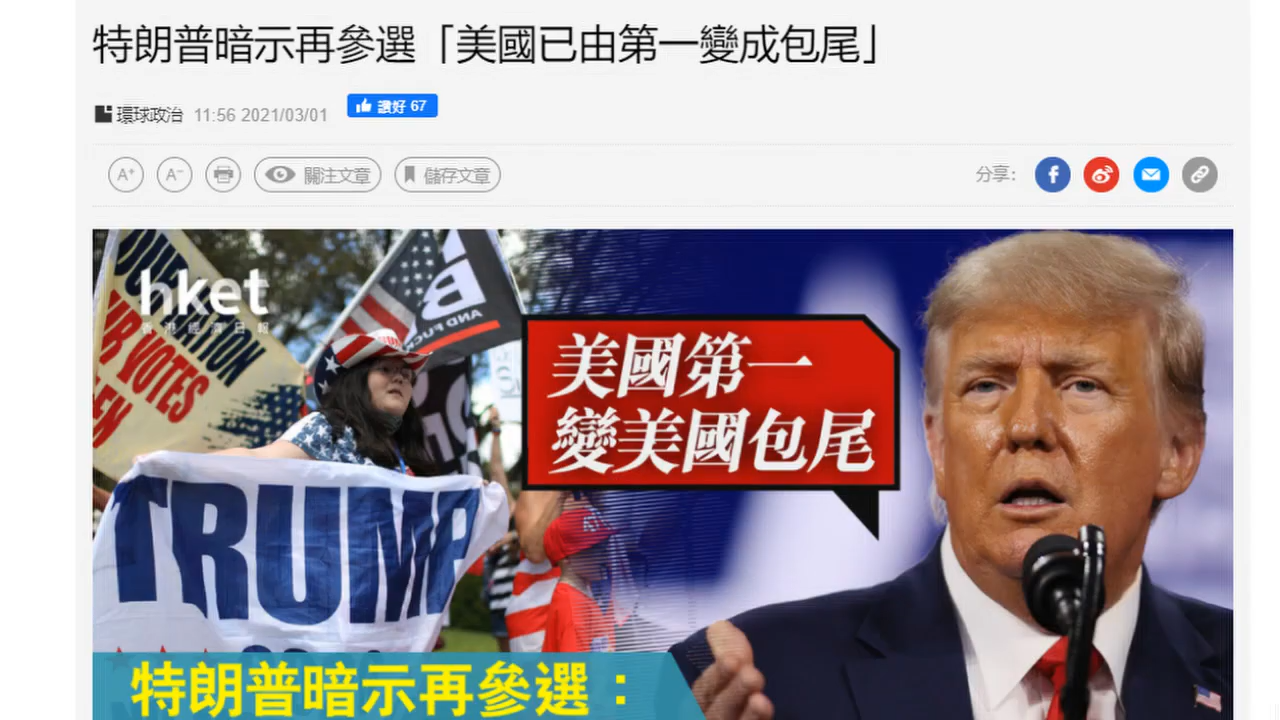 特朗普暗示再參選「美國已由第一變成包尾」
環球政治 11:56 2021/03/01 讚好 67
A+ A− 關注文章 儲存文章 分享：
hket
香港經濟日報
VOTES
B
AND FUCK
美國第一
變美國包尾
TRUMP
特朗普暗示再參選：